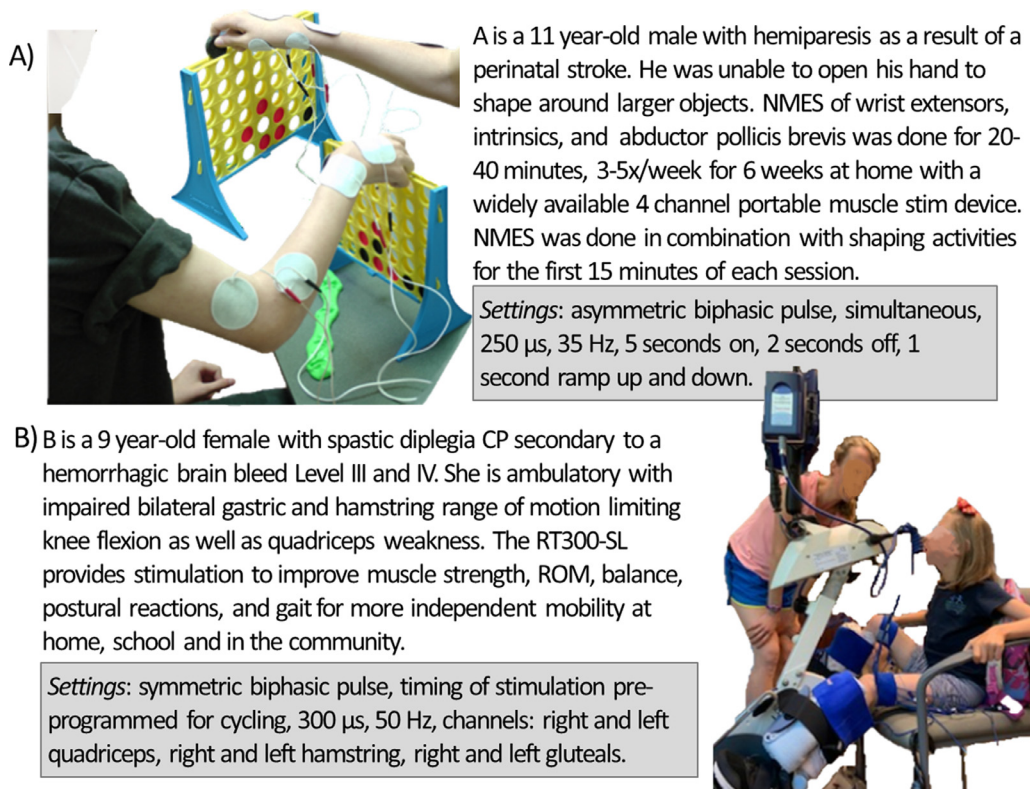 A)
A is a 11 year-old male with hemiparesis as a result of a
perinatal stroke. He was unable to open his hand to
shape around larger objects. NMES of wrist extensors,
intrinsics, and abductor pollicis brevis was done for 20-
40 minutes, 3-5x/week for 6 weeks at home with a
widely available 4 channel portable muscle stim device.
NMES was done in combination with shaping activities
for the first 15 minutes of each session.
Settings: asymmetric biphasic pulse, simultaneous,
250 µs, 35 Hz, 5 seconds on, 2 seconds off, 1
second ramp up and down.
B) B is a 9 year-old female with spastic diplegia CP secondary to a
hemorrhagic brain bleed Level III and IV. She is ambulatory with
impaired bilateral gastric and hamstring range of motion limiting
knee flexion as well as quadriceps weakness. The RT300-SL
provides stimulation to improve muscle strength, ROM, balance,
postural reactions, and gait for more independent mobility at
home, school and in the community.
Settings: symmetric biphasic pulse, timing of stimulation pre-
programmed for cycling, 300 µs, 50 Hz, channels: right and left
quadriceps, right and left hamstring, right and left gluteals.